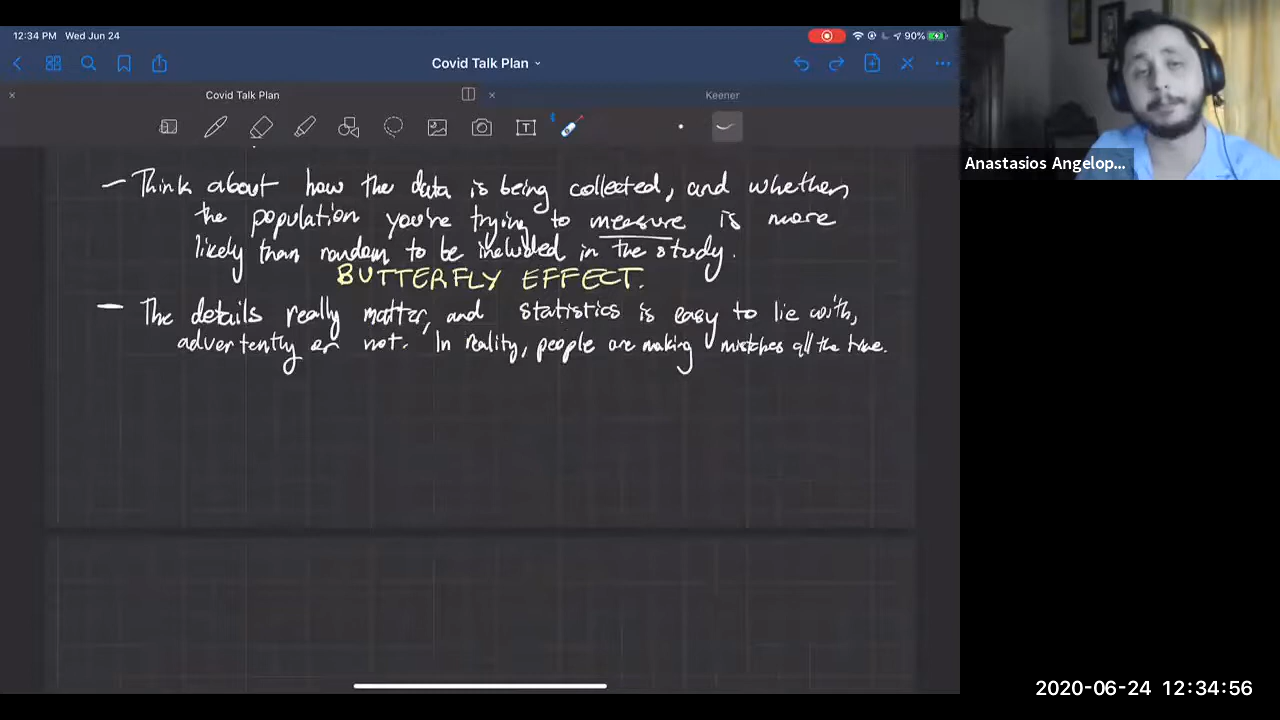 12:34 PM Wed Jun 24
90%
Covid Talk Plan
Covid Talk Plan
Keener
T
Anastasios Angelop...
- Think about how the data is being collected, and whether
the population you're trying to measure is more
likely than random to be included in the study.
BUTTERFLY EFFECT.
- The details really matter, and statistics is easy to lie with,
advertently or not. In reality, people are making mistakes all the time.
2020-06-24 12:34:56